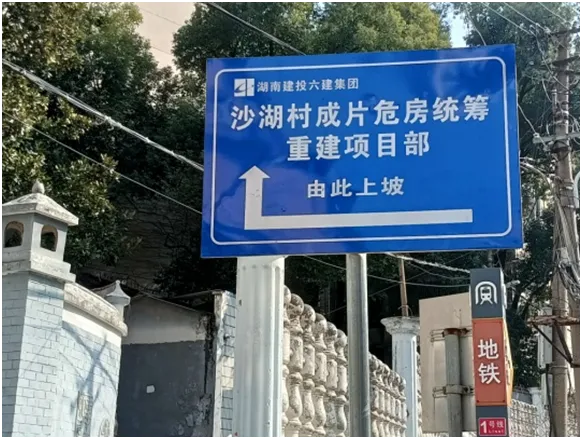 湖南建投六建集团
沙湖村成片危房统筹
重建项目部
由此上坡
地铁
1号线